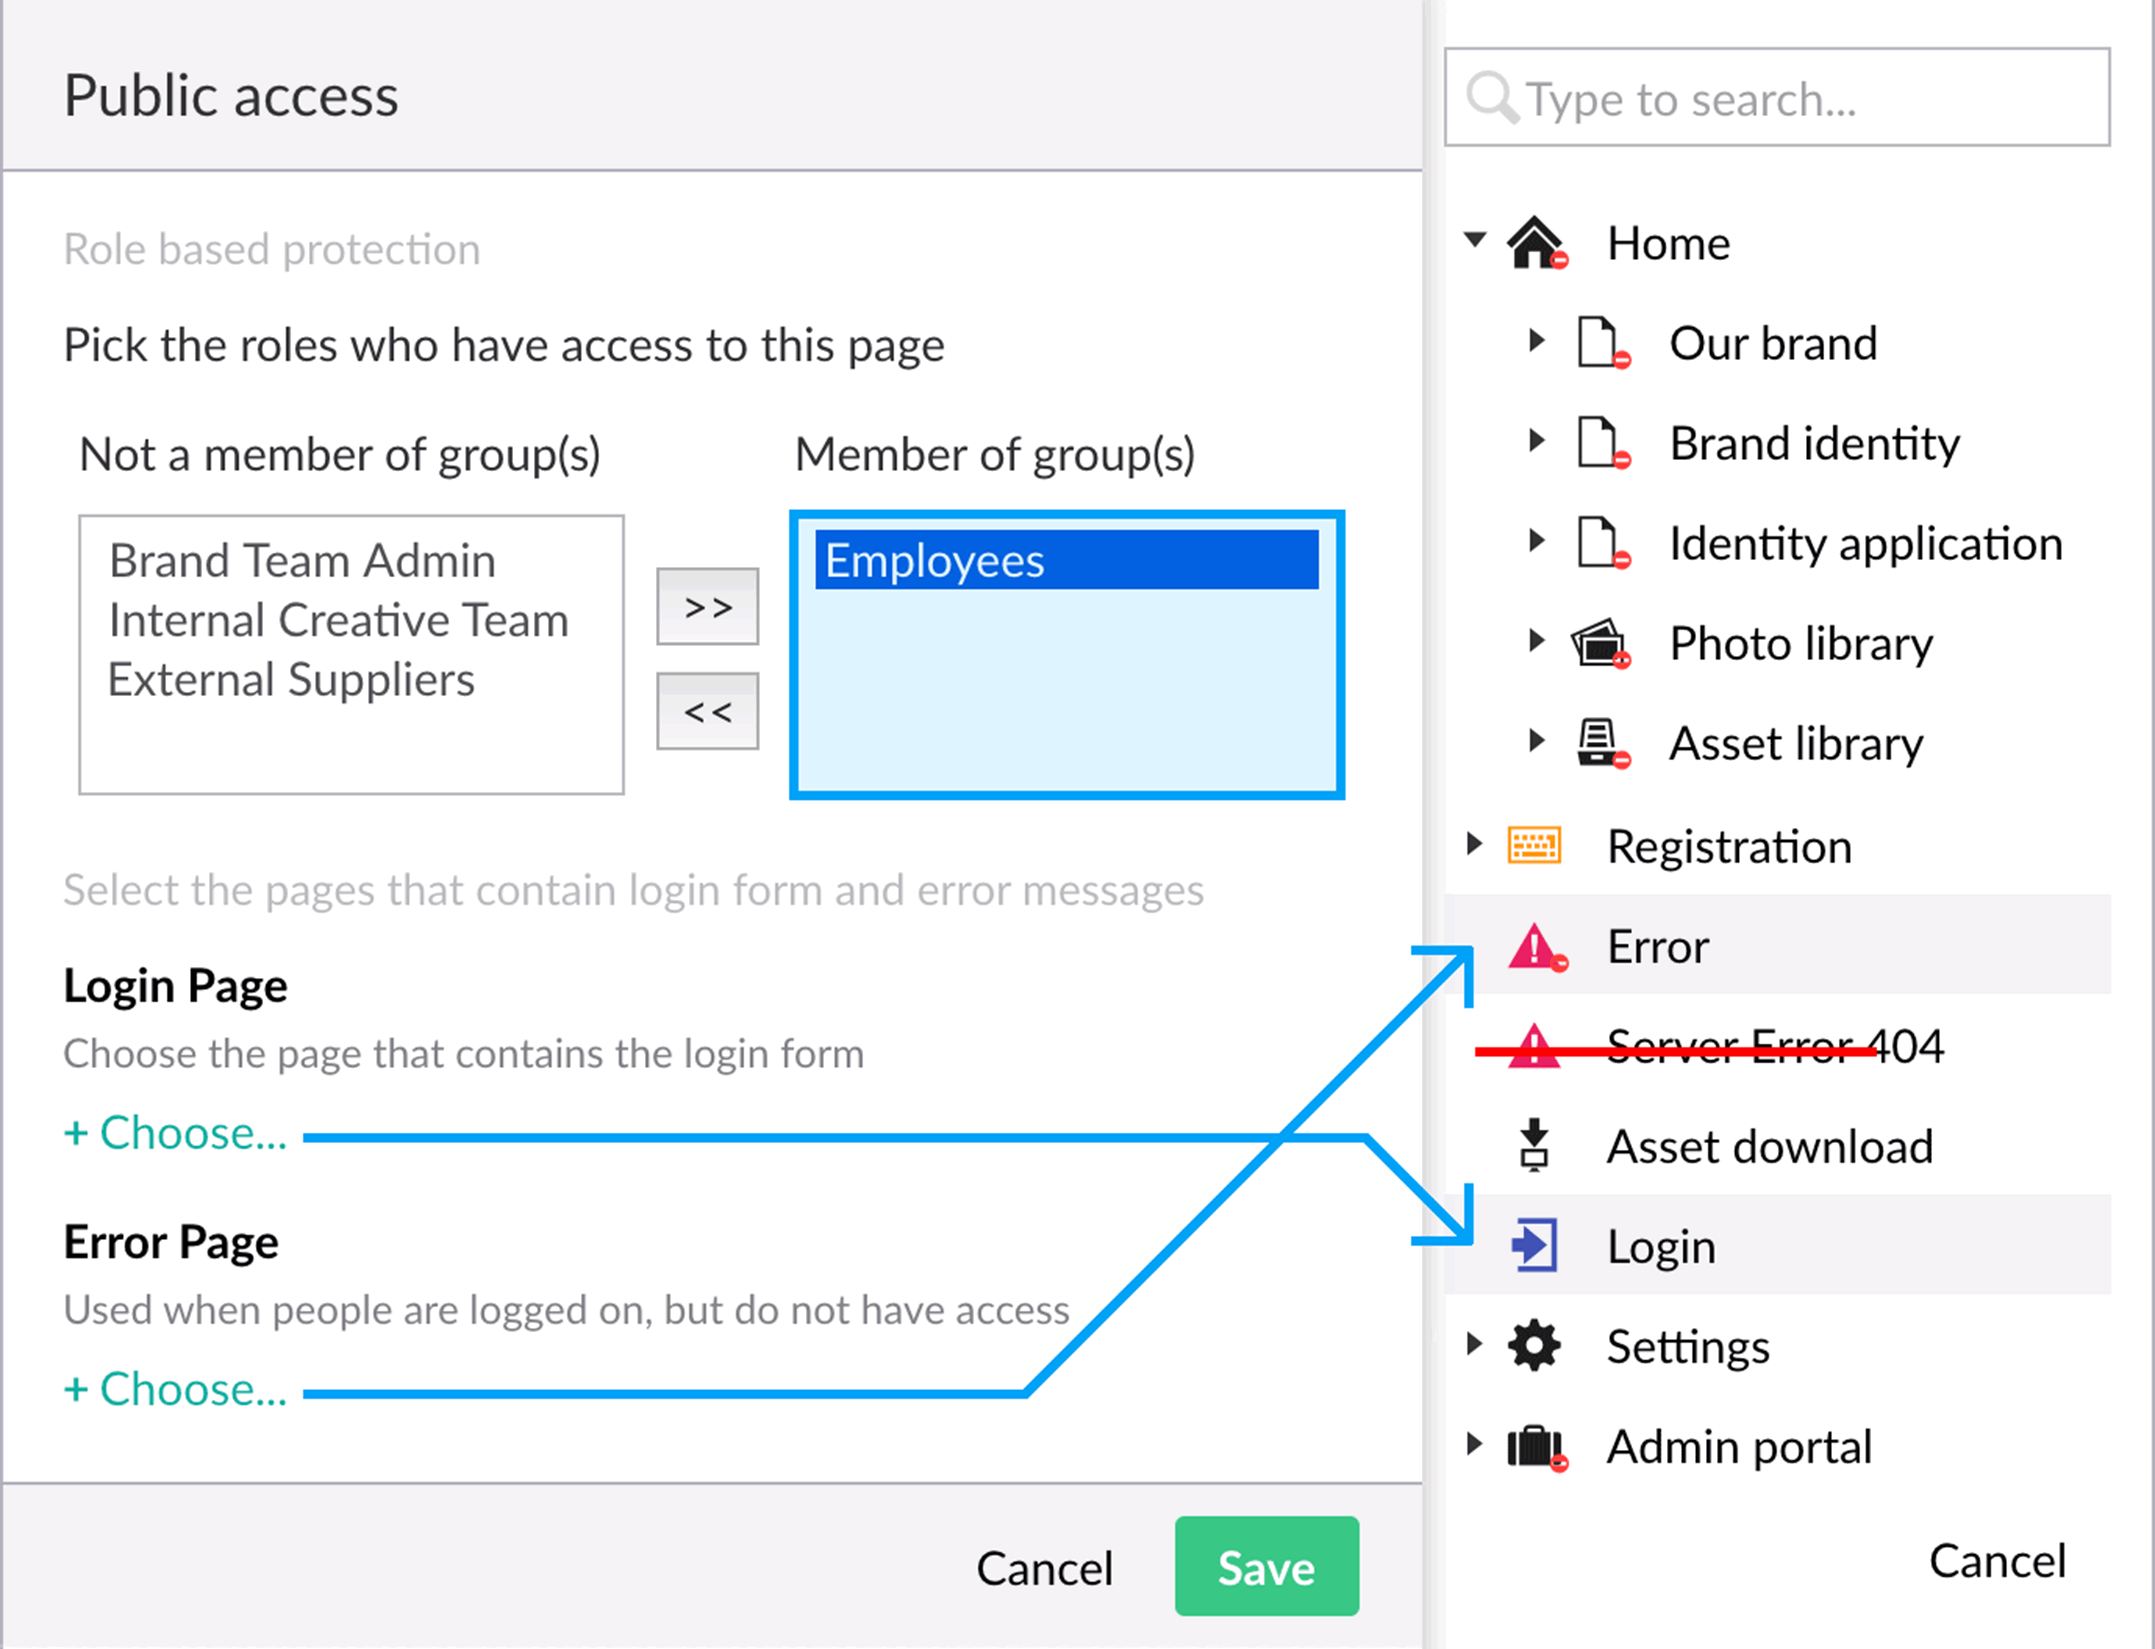 Public access
Role based protection
Pick the roles who have access to this page
Not a member of group(s)
Brand Team Admin
Internal Creative Team
External Suppliers
>>
<<
Member of group(s)
Employees
Select the pages that contain login form and error messages
Login Page
Choose the page that contains the login form
+ Choose...
Error Page
Used when people are logged on, but do not have access
+ Choose...
Cancel
Save
Type to search...
Home
Our brand
Brand identity
Identity application
Photo library
Asset library
Registration
Error
Server Error 404
Asset download
Login
Settings
Admin portal
Cancel